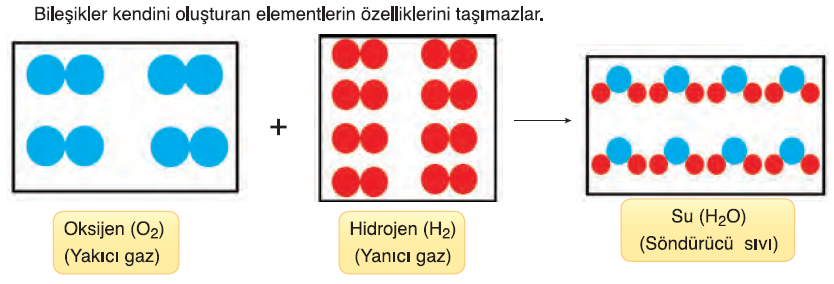 Bileşikler kendini oluşturan elementlerin özelliklerini taşımazlar.
+
Oksijen (O₂)
(Yakıcı gaz)
Hidrojen (H₂)
(Yanıcı gaz)
Su (H₂O)
(Söndürücü sıvı)